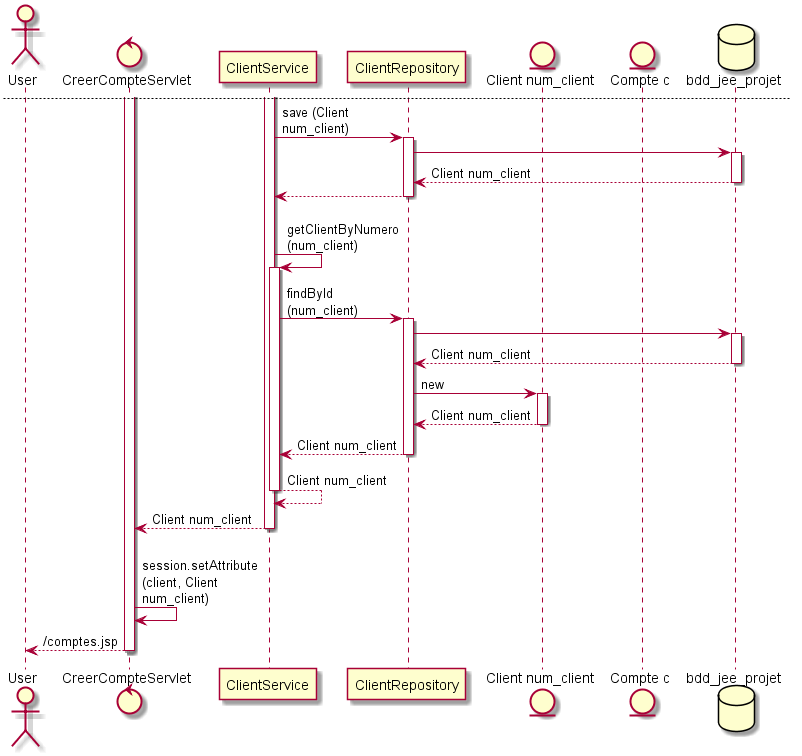 User
CreerCompteServlet
ClientService
ClientRepository
Client num_client
Compte c
bdd_jee_projet
save (Client
num_client)
Client num_client
getClientByNumero
(num_client)
findById
(num_client)
Client num_client
new
Client num_client
Client num_client
Client num_client
Client num_client
session.setAttribute
(client, Client
num_client)
/comptes.jsp
User
CreerCompteServlet
ClientService
ClientRepository
Client num_client
Compte c
bdd_jee_projet